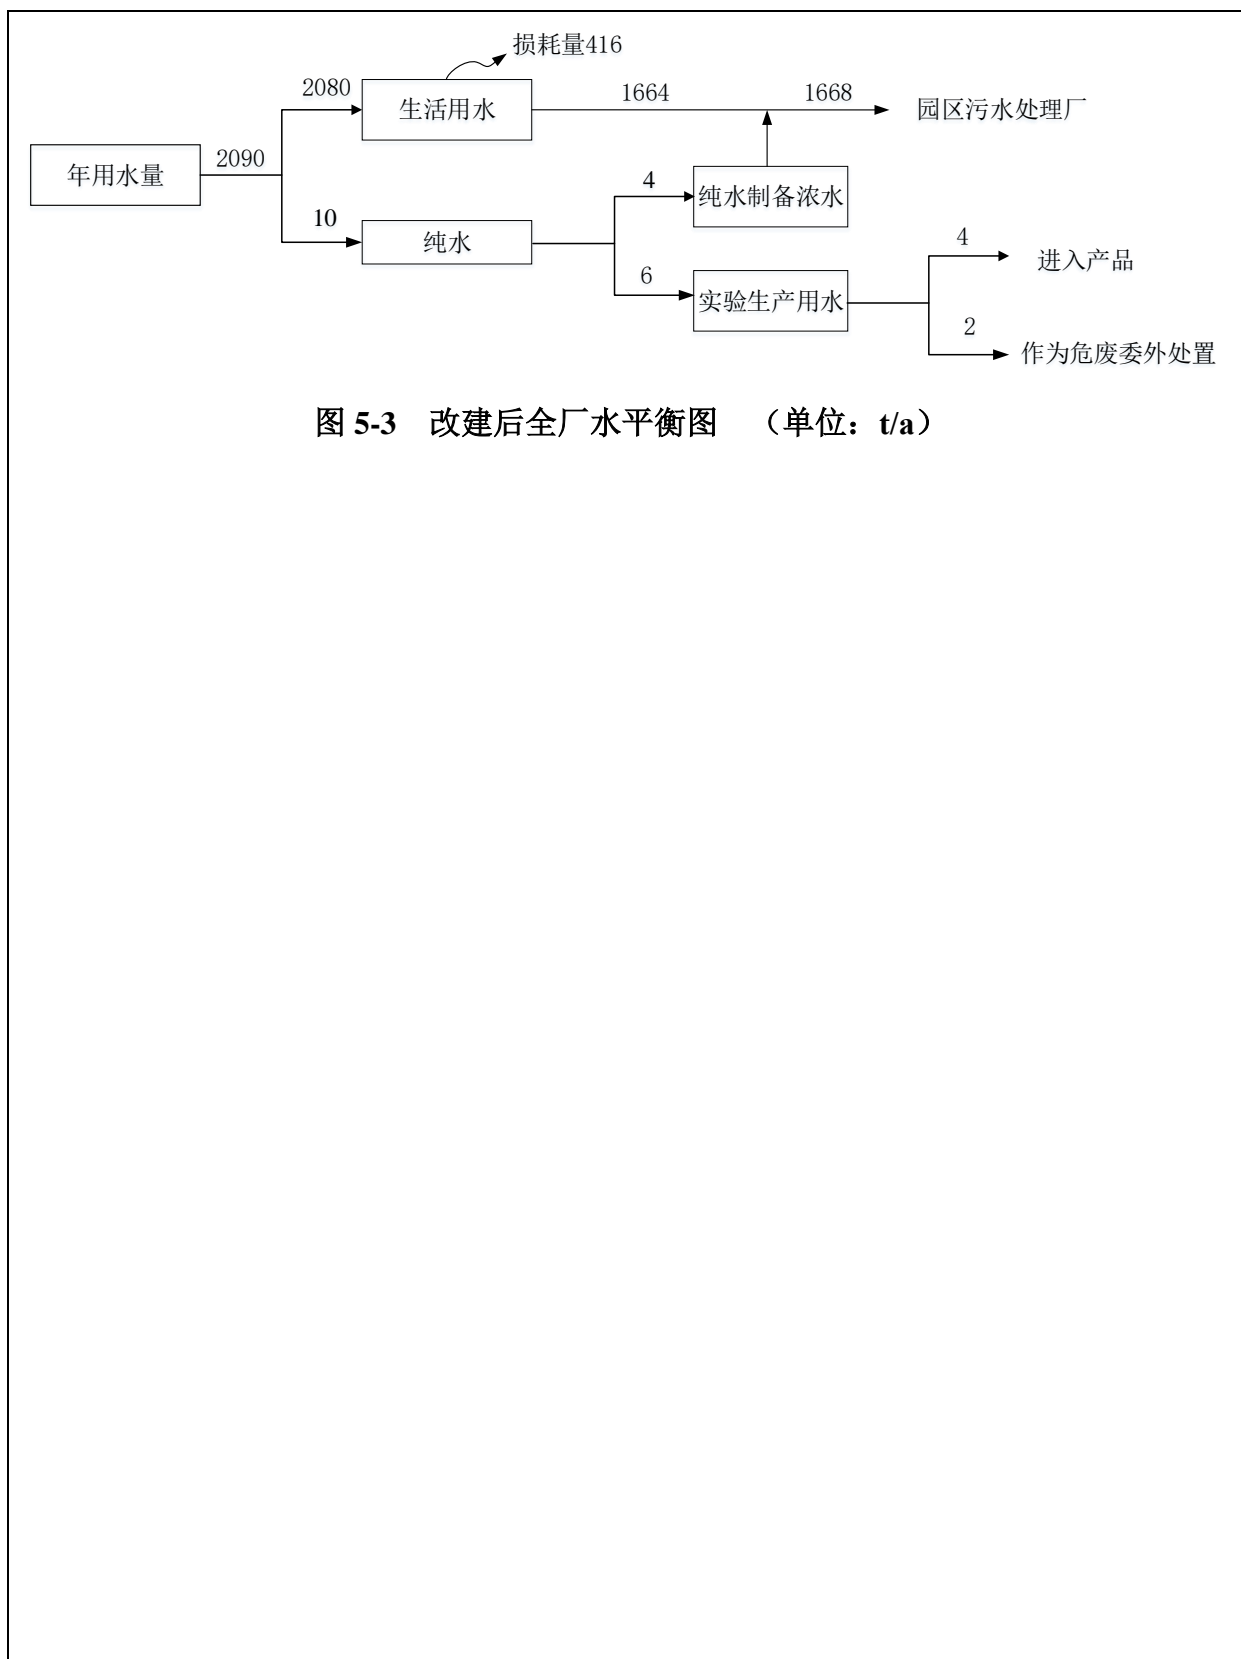 损耗量416
2080
生活用水
1664
1668
园区污水处理厂
年用水量
2090
10
纯水
4
纯水制备浓水
6
实验生产用水
4
进入产品
2
作为危废委外处置
图 5-3 改建后全厂水平衡图 （单位：t/a）